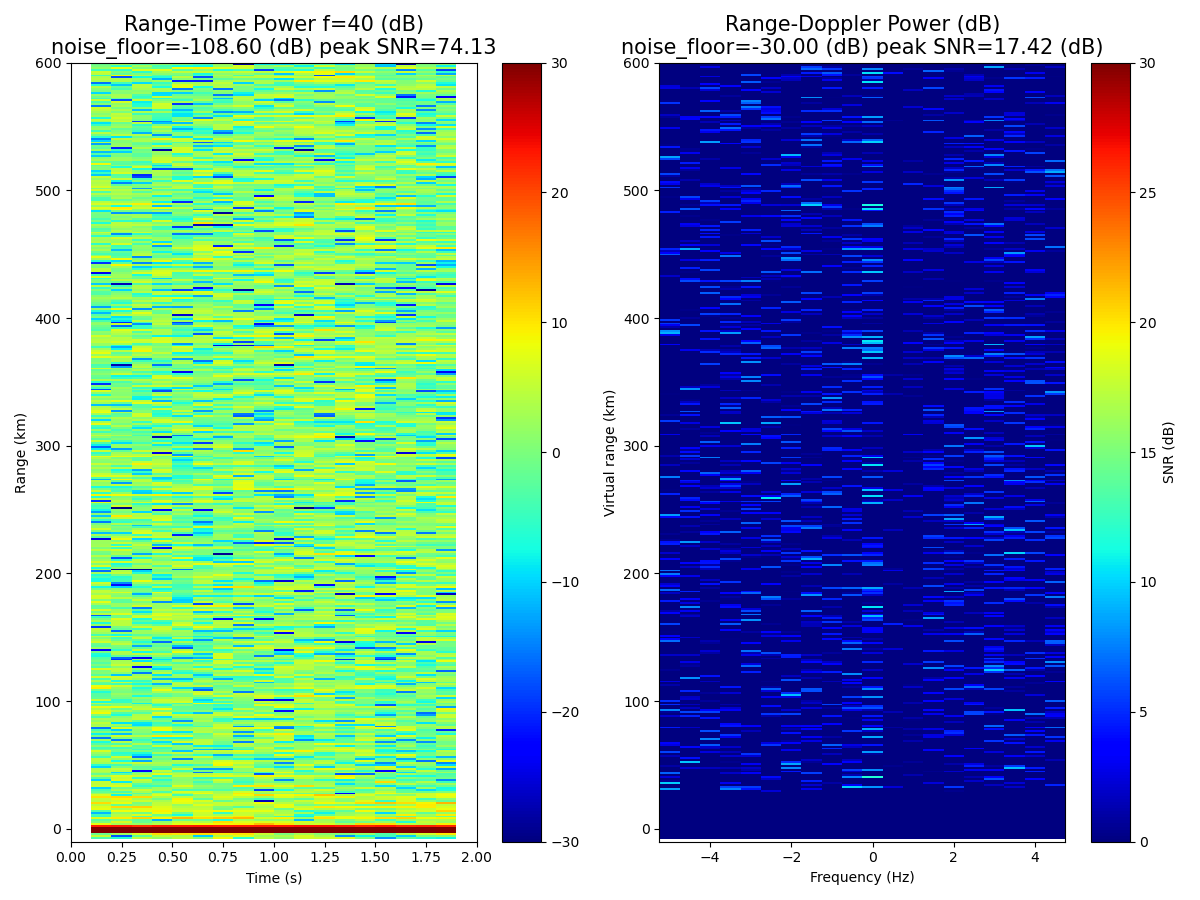 Range-Time Power f=40 (dB)
noise_floor=-108.60 (dB) peak SNR=74.13
600
500
400
300
200
100
0
Range (km)
0.00 0.25 0.50 0.75 1.00 1.25 1.50 1.75 2.00
Time (s)
30
20
10
0
−10
−20
−30
Range-Doppler Power (dB)
noise_floor=-30.00 (dB) peak SNR=17.42 (dB)
600
500
400
300
200
100
0
Virtual range (km)
−4 −2 0 2 4
Frequency (Hz)
30
25
20
15
10
5
0
SNR (dB)